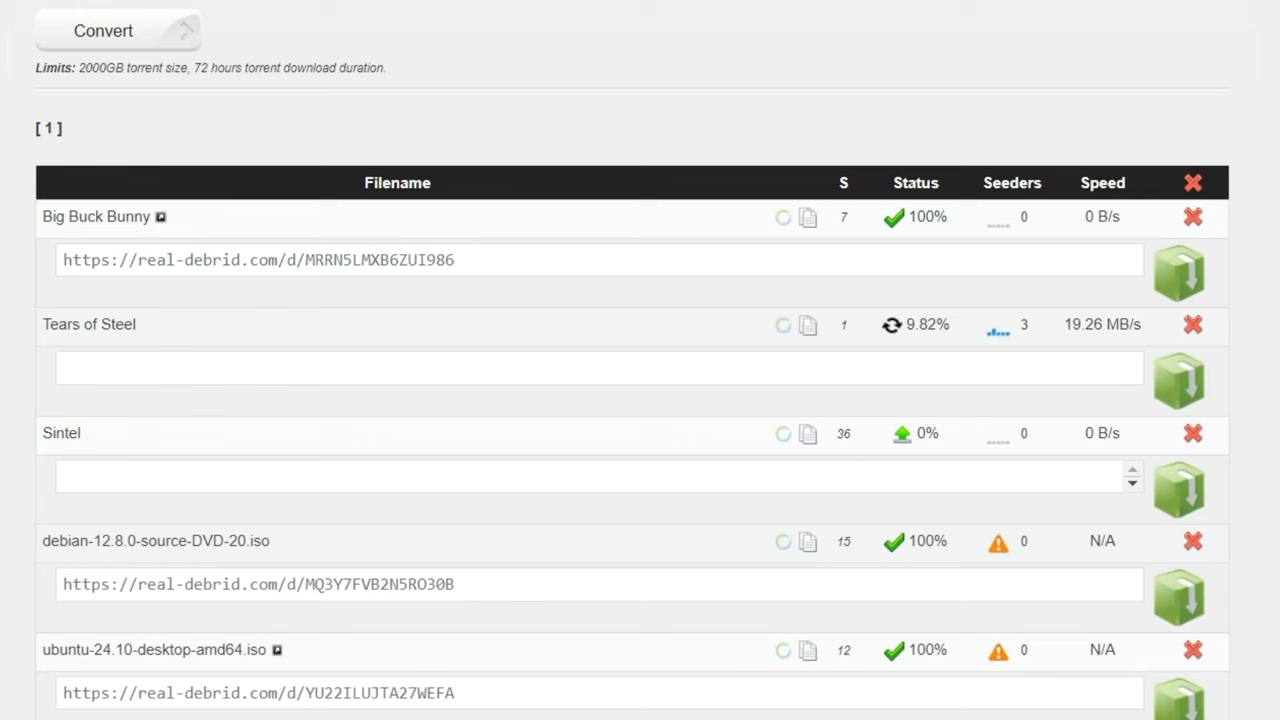 Convert
Limits: 2000GB torrent size, 72 hours torrent download duration.
[ 1 ]
Filename S Status Seeders Speed
Big Buck Bunny 7 100% 0 0 B/s
https://real-debrid.com/d/MRRN5LMXB6ZUI986
Tears of Steel 1 9.82% 3 19.26 MB/s
Sintel 36 0% 0 0 B/s
debian-12.8.0-source-DVD-20.iso 15 100% 0 N/A
https://real-debrid.com/d/MQ3Y7FVB2N5RO30B
ubuntu-24.10-desktop-amd64.iso 12 100% 0 N/A
https://real-debrid.com/d/YU22ILUJTA27WEFA